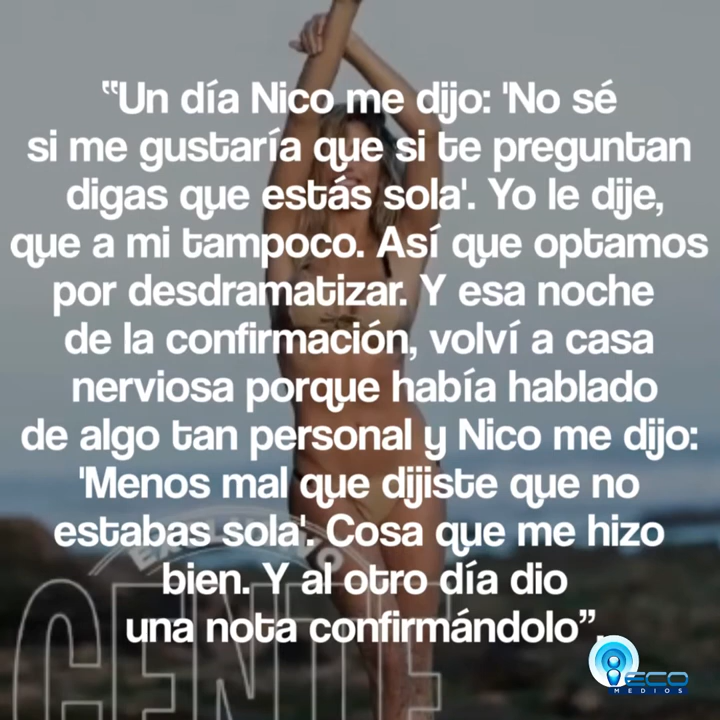 “Un día Nico me dijo: 'No sé
si me gustaría que si te preguntan
digas que estás sola'. Yo le dije,
que a mi tampoco. Así que optamos
por desdramatizar. Y esa noche
de la confirmación, volví a casa
nerviosa porque había hablado
de algo tan personal y Nico me dijo:
'Menos mal que dijiste que no
estabas sola'. Cosa que me hizo
bien. Y al otro día dio
una nota confirmándolo”
GENTE
ECO
MEDIOS